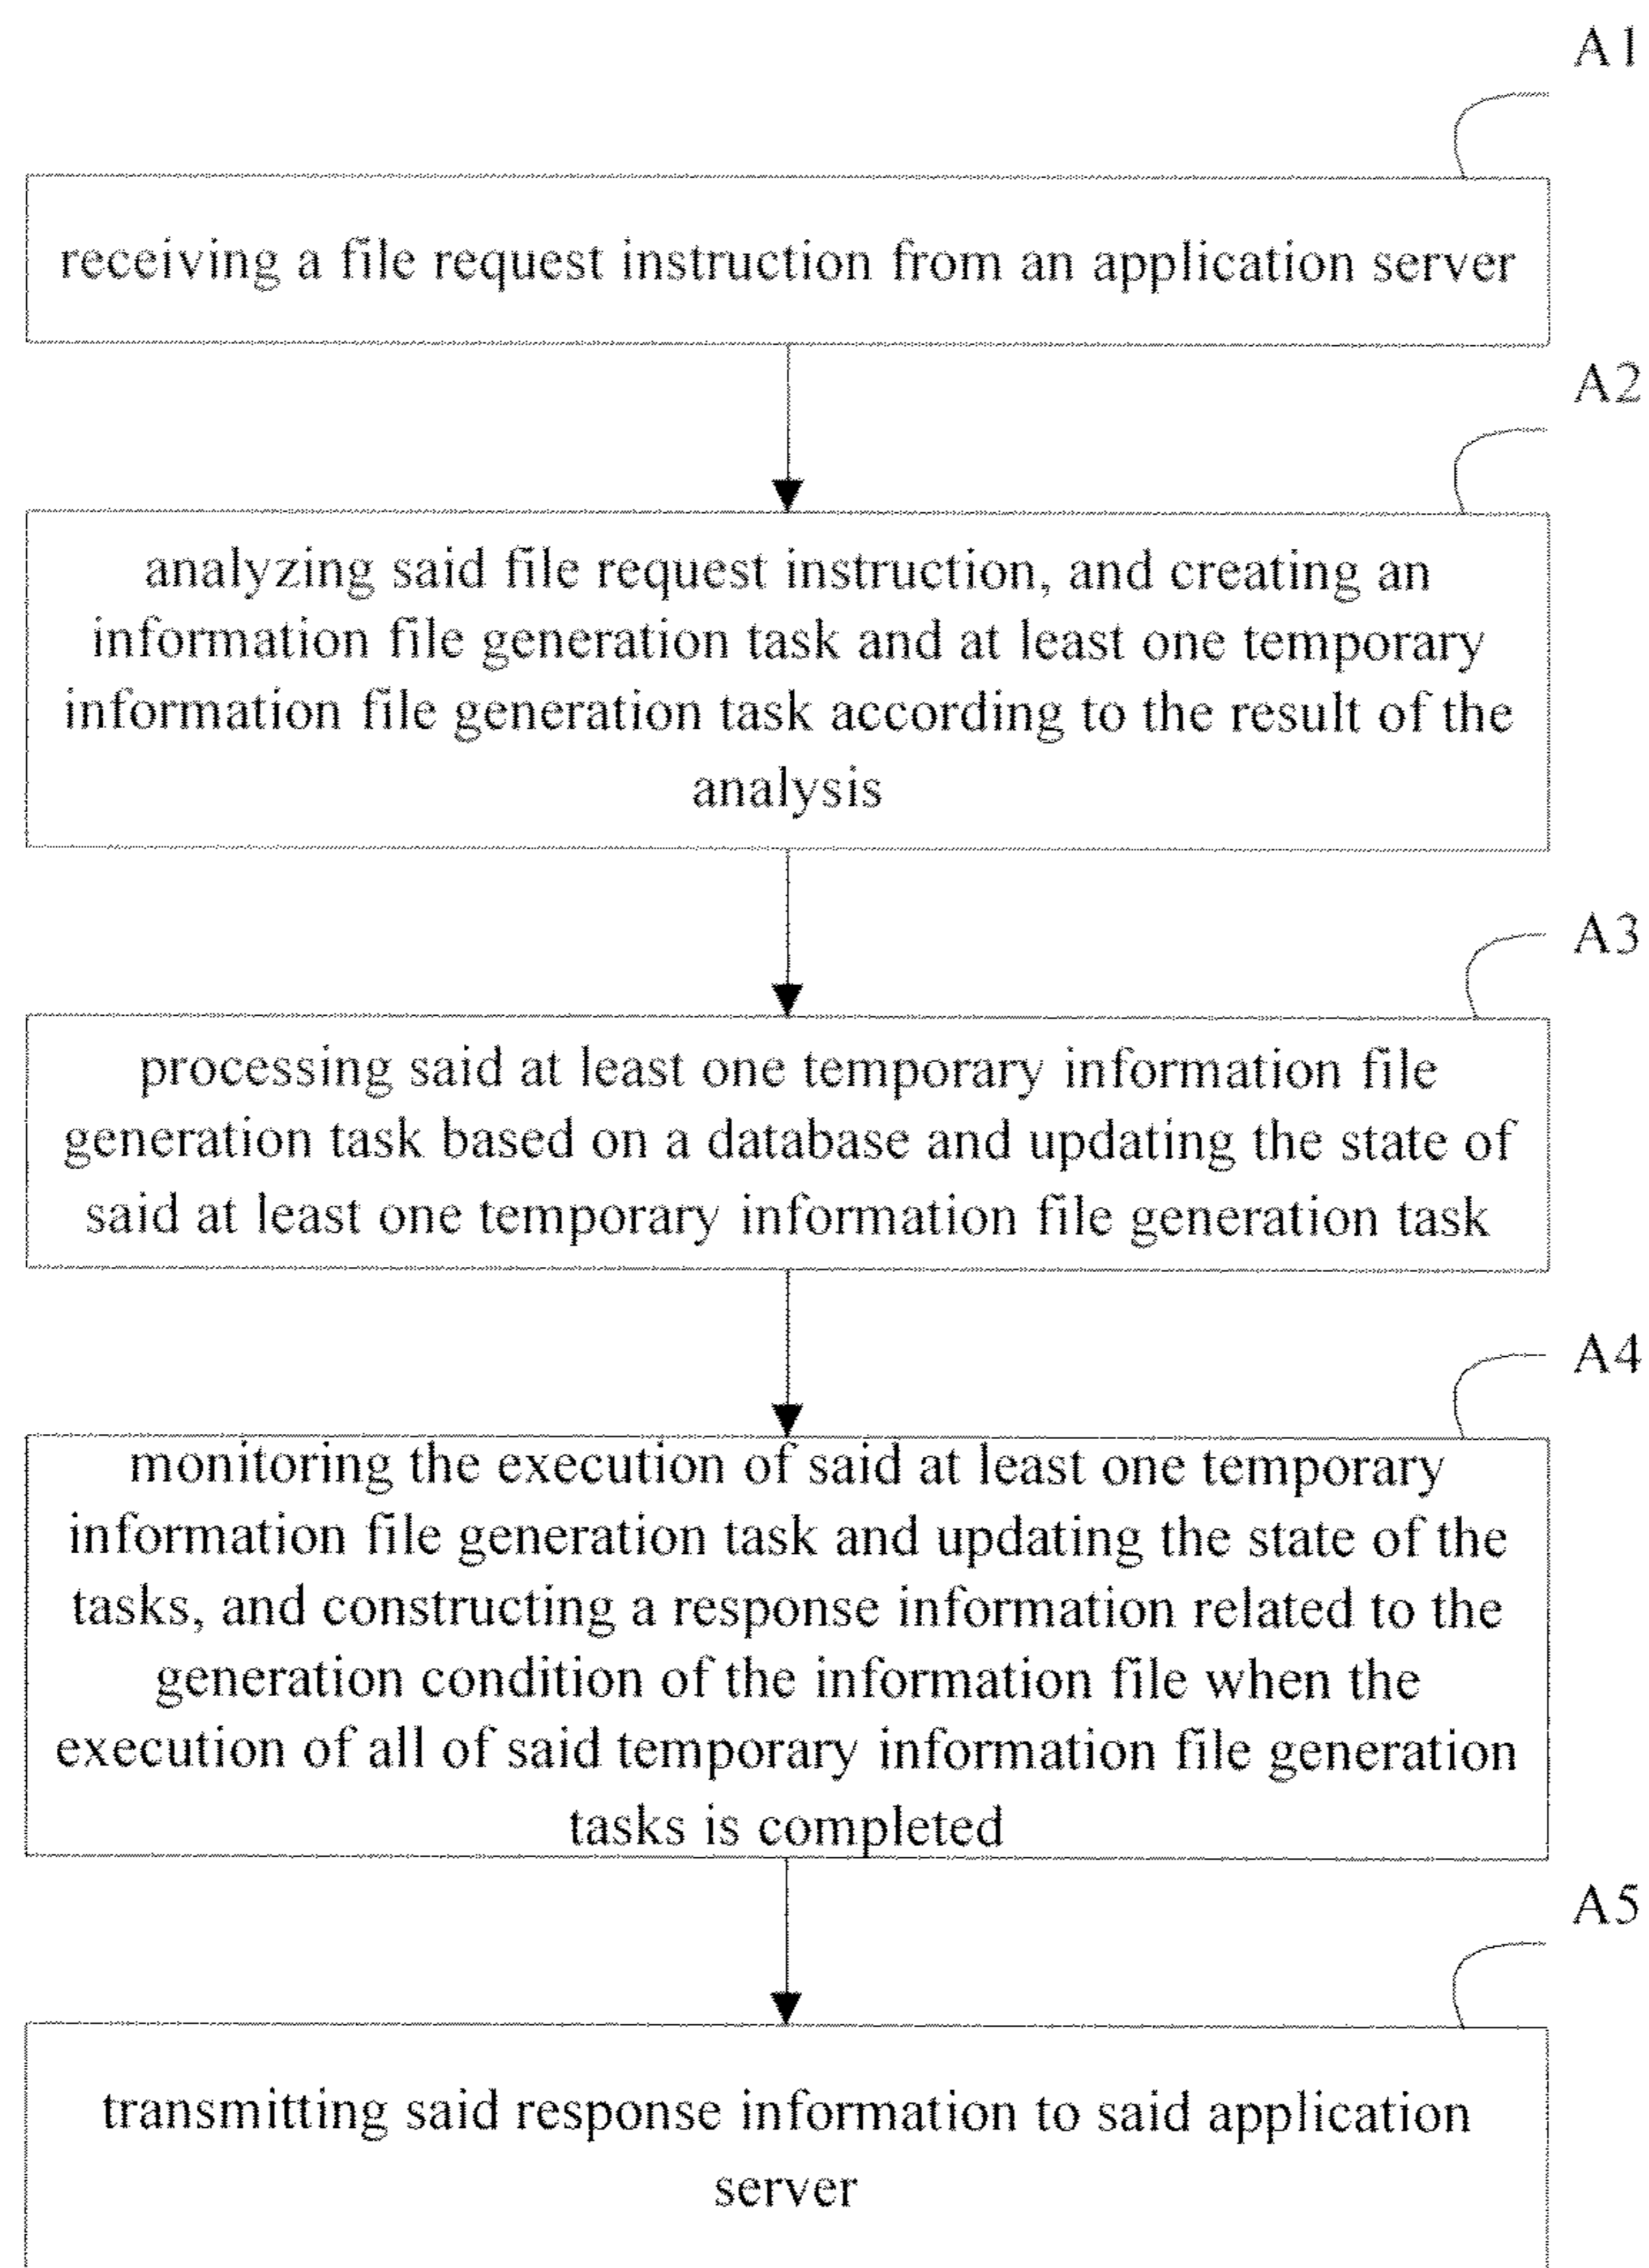 A1
receiving a file request instruction from an application server
A2
analyzing said file request instruction, and creating an
information file generation task and at least one temporary
information file generation task according to the result of the
analysis
A3
processing said at least one temporary information file
generation task based on a database and updating the state of
said at least one temporary information file generation task
A4
monitoring the execution of said at least one temporary
information file generation task and updating the state of the
tasks, and constructing a response information related to the
generation condition of the information file when the
execution of all of said temporary information file generation
tasks is completed
A5
transmitting said response information to said application
server